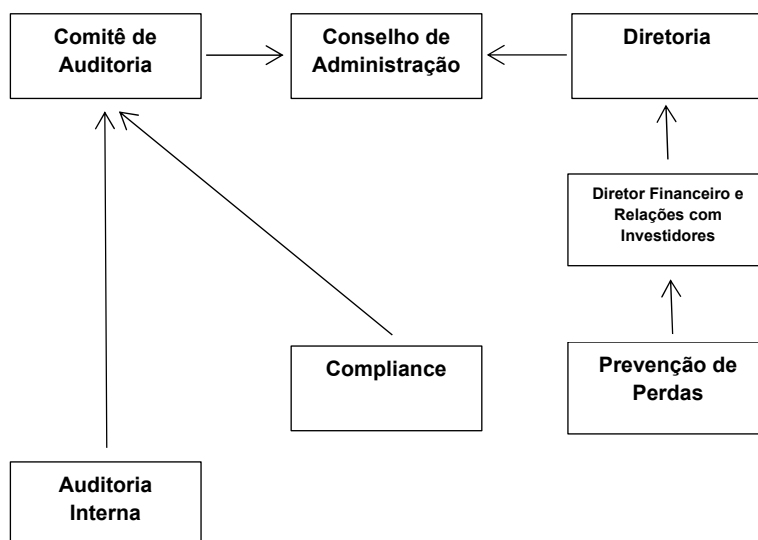 Comitê de
Auditoria
Conselho de
Administração
Diretoria
Diretor Financeiro e
Relações com
Investidores
Compliance
Prevenção de
Perdas
Auditoria
Interna